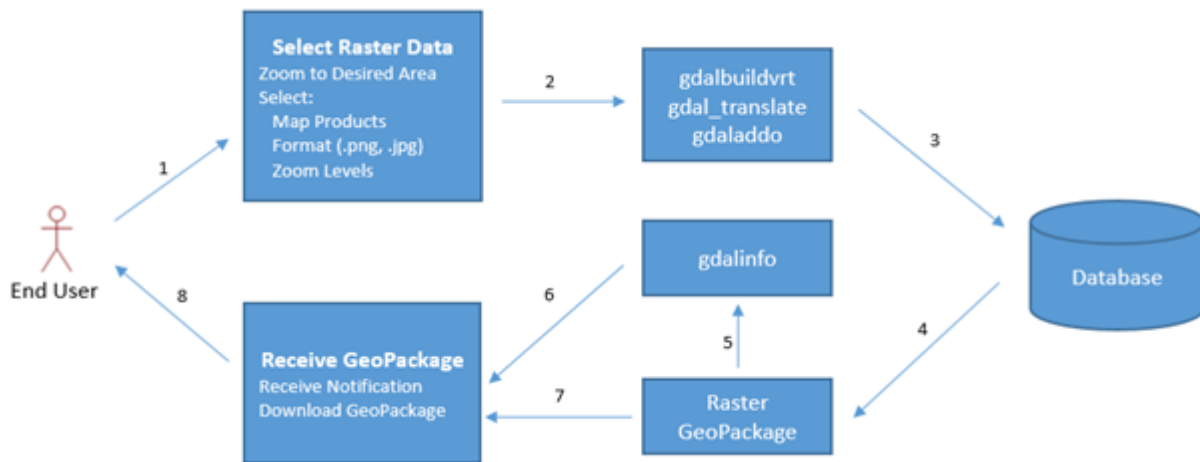 Select Raster Data
Zoom to Desired Area
Select:
Map Products
Format (.png, .jpg)
Zoom Levels
2
gdalbuildvrt
gdal_translate
gdaladdo
3
1
End User
Database
gdalinfo
6
8
5
4
Receive GeoPackage
Receive Notification
Download GeoPackage
7
Raster
GeoPackage